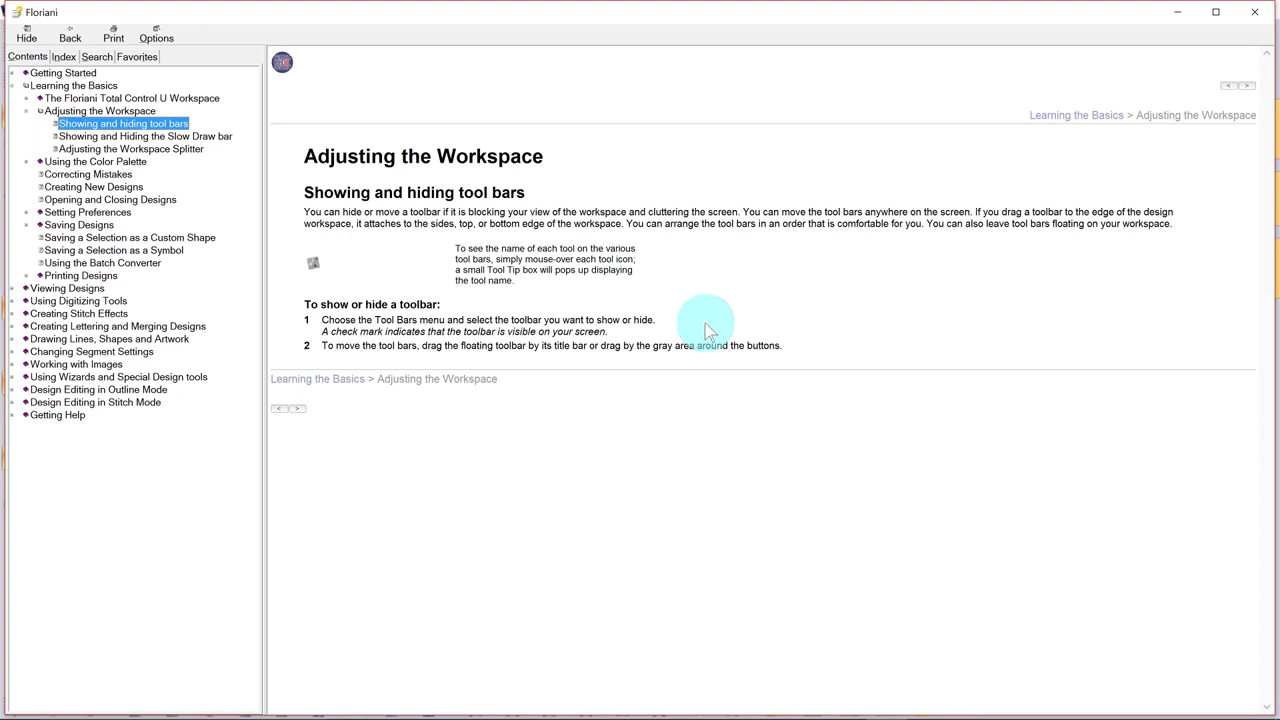 Floriani
Hide Back Print Options
Contents Index Search Favorites
Getting Started
Learning the Basics
The Floriani Total Control U Workspace
Adjusting the Workspace
Showing and hiding tool bars
Showing and Hiding the Slow Draw bar
Adjusting the Workspace Splitter
Using the Color Palette
Correcting Mistakes
Creating New Designs
Opening and Closing Designs
Setting Preferences
Saving Designs
Saving a Selection as a Custom Shape
Saving a Selection as a Symbol
Using the Batch Converter
Printing Designs
Viewing Designs
Using Digitizing Tools
Creating Stitch Effects
Creating Lettering and Merging Designs
Drawing Lines, Shapes and Artwork
Changing Segment Settings
Working with Images
Using Wizards and Special Design tools
Design Editing in Outline Mode
Design Editing in Stitch Mode
Getting Help
< >
Learning the Basics > Adjusting the Workspace
Adjusting the Workspace
Showing and hiding tool bars
You can hide or move a toolbar if it is blocking your view of the workspace and cluttering the screen. You can move the tool bars anywhere on the screen. If you drag a toolbar to the edge of the design
workspace, it attaches to the sides, top, or bottom edge of the workspace. You can arrange the tool bars in an order that is comfortable for you. You can also leave tool bars floating on your workspace.
To see the name of each tool on the various
tool bars, simply mouse-over each tool icon;
a small Tool Tip box will pops up displaying
the tool name.
To show or hide a toolbar:
1 Choose the Tool Bars menu and select the toolbar you want to show or hide.
A check mark indicates that the toolbar is visible on your screen.
2 To move the tool bars, drag the floating toolbar by its title bar or drag by the gray area around the buttons.
Learning the Basics > Adjusting the Workspace
< >